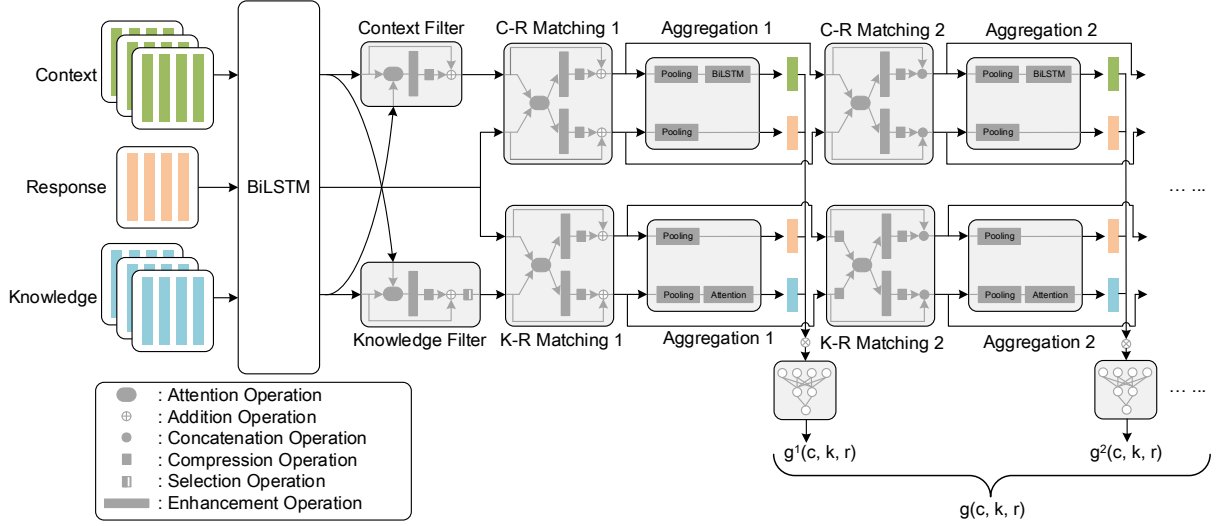 Context Filter
C-R Matching 1
Aggregation 1
C-R Matching 2
Aggregation 2
Context
Pooling
BiLSTM
Pooling
BiLSTM
Pooling
Pooling
Response
BiLSTM
... ...
Pooling
Pooling
Knowledge
Pooling
Attention
Pooling
Attention
Knowledge Filter
K-R Matching 1
Aggregation 1
K-R Matching 2
Aggregation 2
... ...
: Attention Operation
: Addition Operation
: Concatenation Operation
: Compression Operation
: Selection Operation
: Enhancement Operation
g¹(c, k, r)
g²(c, k, r)
g(c, k, r)